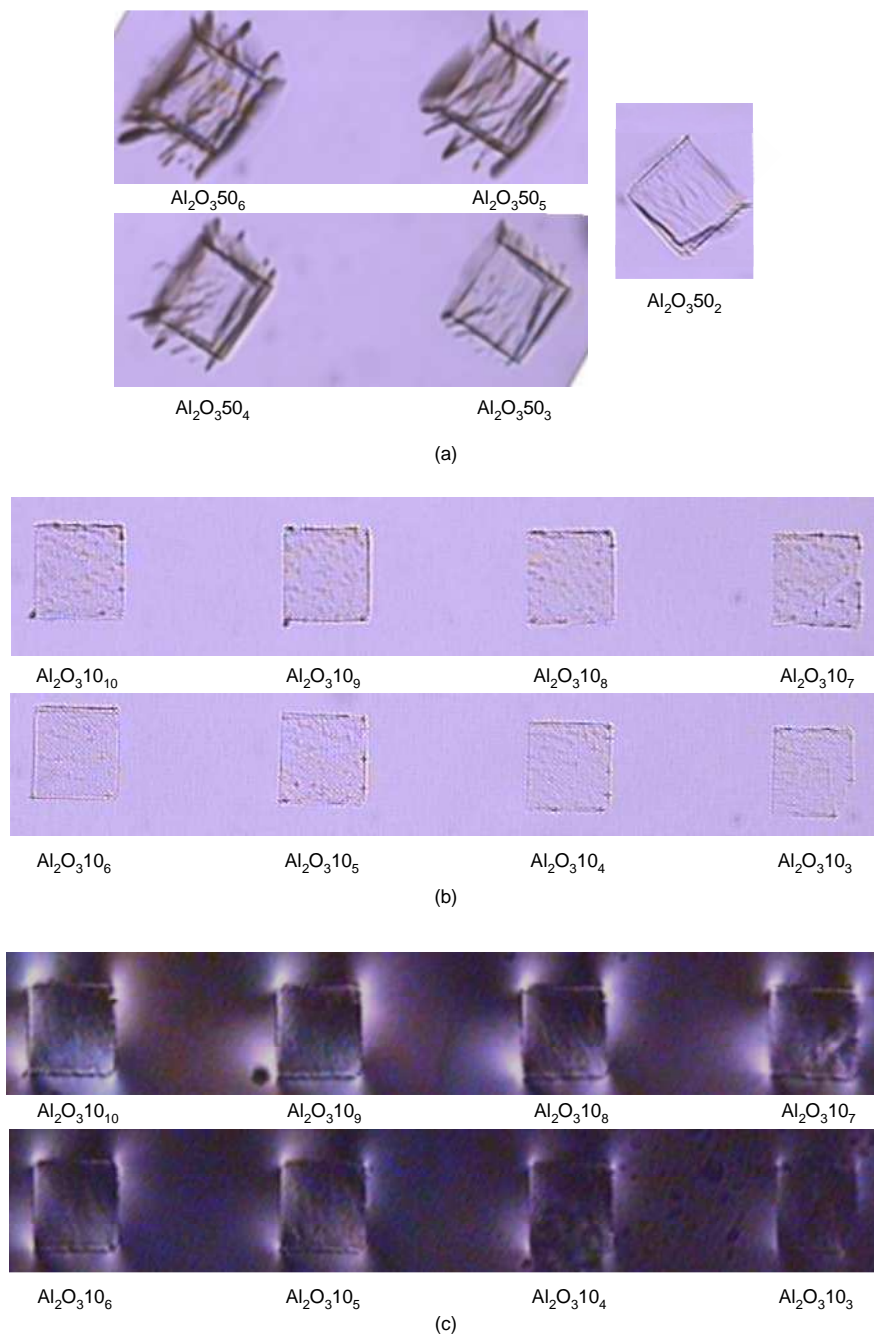 Al₂O₃50₆ Al₂O₃50₅
Al₂O₃50₂
Al₂O₃50₄ Al₂O₃50₃
(a)
Al₂O₃10₁₀ Al₂O₃10₉ Al₂O₃10₈ Al₂O₃10₇
Al₂O₃10₆ Al₂O₃10₅ Al₂O₃10₄ Al₂O₃10₃
(b)
Al₂O₃10₁₀ Al₂O₃10₉ Al₂O₃10₈ Al₂O₃10₇
Al₂O₃10₆ Al₂O₃10₅ Al₂O₃10₄ Al₂O₃10₃
(c)